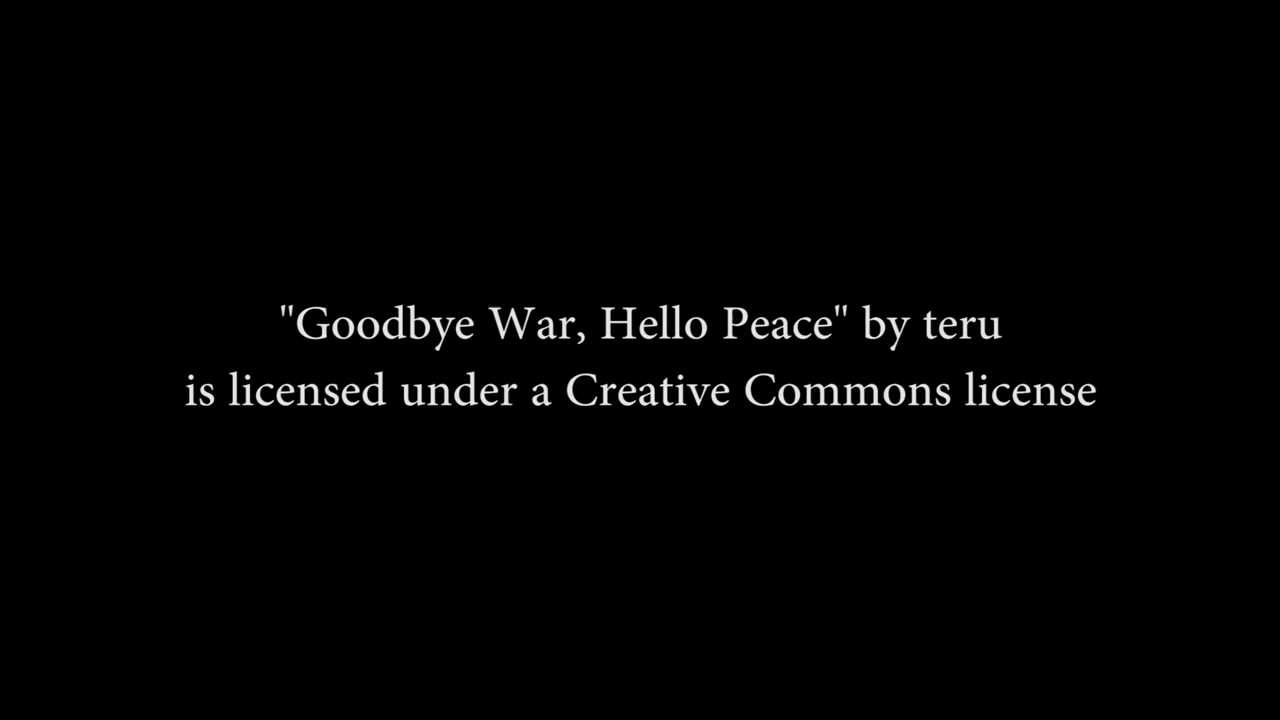 "Goodbye War, Hello Peace" by teru
is licensed under a Creative Commons license